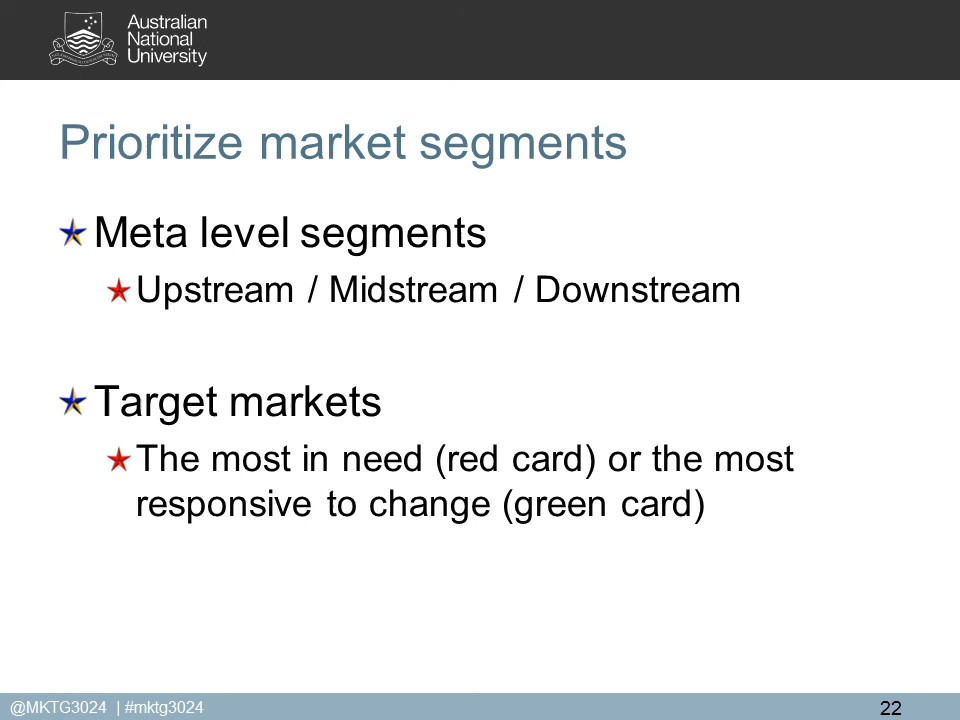 Australian
National
University
Prioritize market segments
Meta level segments
Upstream / Midstream / Downstream
Target markets
The most in need (red card) or the most
responsive to change (green card)
@MKTG3024 | #mktg3024
22